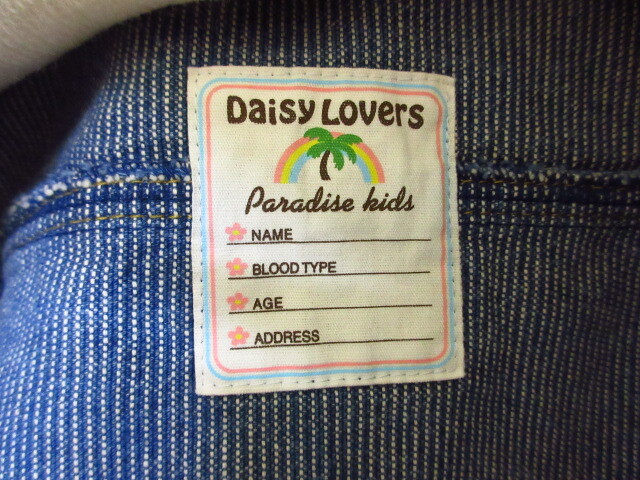 Daisy Lovers
Paradise kids
NAME
BLOOD TYPE
AGE
ADDRESS